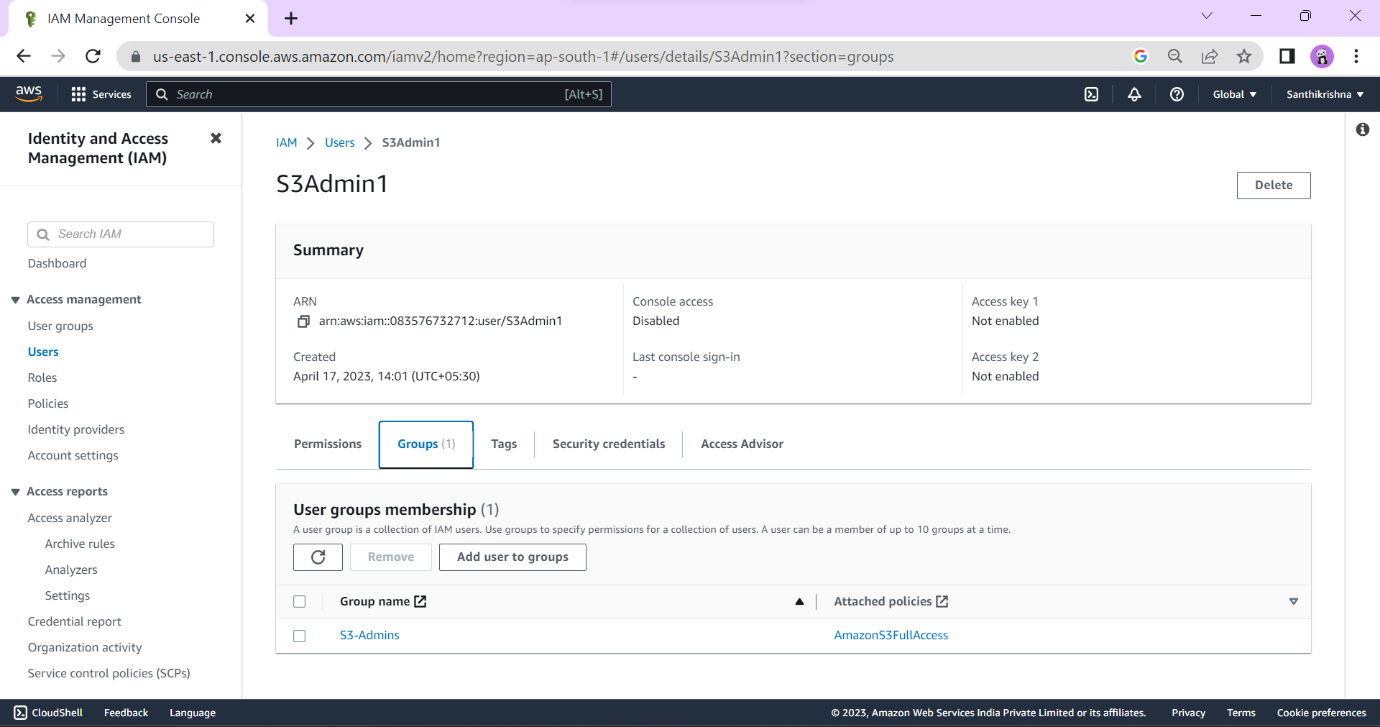 IAM Management Console
us-east-1.console.aws.amazon.com/iamv2/home?region=ap-south-1#/users/details/S3Admin1?section=groups
aws
Services
Search
[Alt+S]
Global
Santhikrishna
Identity and Access
Management (IAM)
Search IAM
Dashboard
Access management
User groups
Users
Roles
Policies
Identity providers
Account settings
Access reports
Access analyzer
Archive rules
Analyzers
Settings
Credential report
Organization activity
Service control policies (SCPs)
IAM > Users > S3Admin1
S3Admin1
Delete
Summary
ARN
arn:aws:iam::083576732712:user/S3Admin1
Created
April 17, 2023, 14:01 (UTC+05:30)
Console access
Disabled
Last console sign-in
-
Access key 1
Not enabled
Access key 2
Not enabled
Permissions
Groups (1)
Tags
Security credentials
Access Advisor
User groups membership (1)
A user group is a collection of IAM users. Use groups to specify permissions for a collection of users. A user can be a member of up to 10 groups at a time.
Remove
Add user to groups
Group name
Attached policies
S3-Admins
AmazonS3FullAccess
CloudShell
Feedback
Language
© 2023, Amazon Web Services India Private Limited or its affiliates.
Privacy
Terms
Cookie preferences